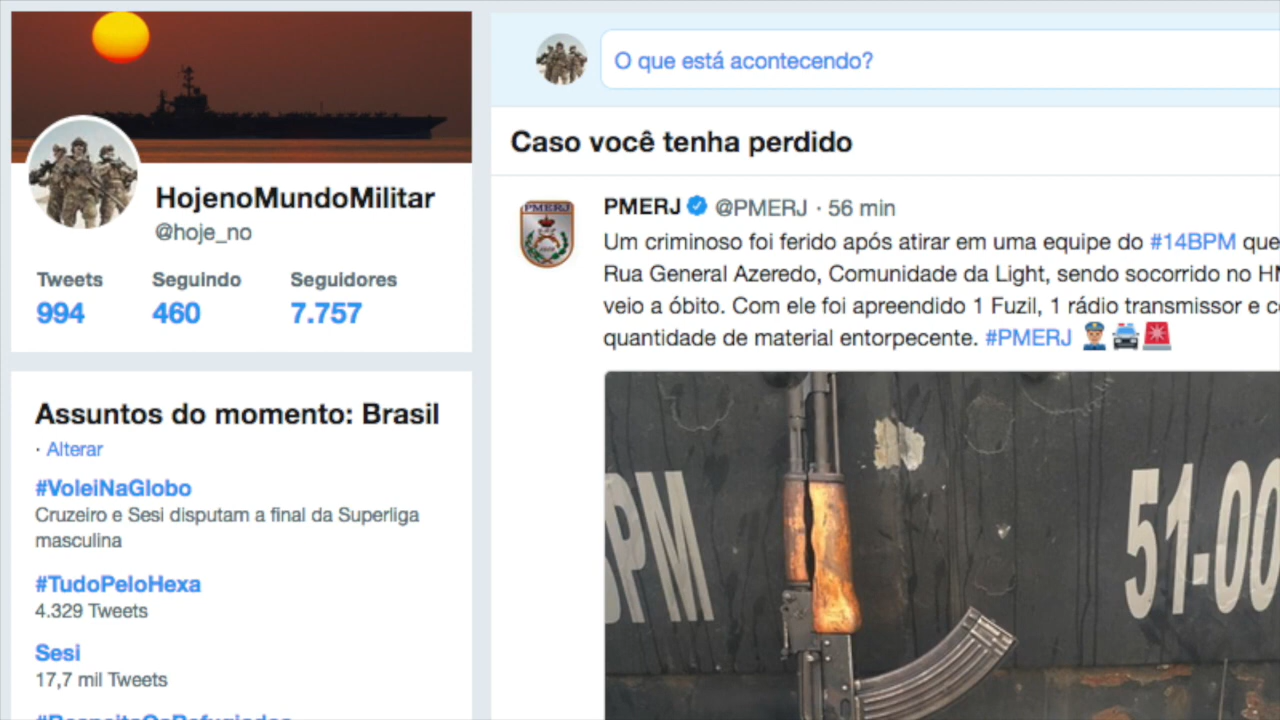 HojenoMundoMilitar
@hoje_no
Tweets Seguindo Seguidores
994 460 7.757
Assuntos do momento: Brasil
· Alterar
#VoleiNaGlobo
Cruzeiro e Sesi disputam a final da Superliga
masculina
#TudoPeloHexa
4.329 Tweets
Sesi
17,7 mil Tweets
O que está acontecendo?
Caso você tenha perdido
PMERJ @PMERJ · 56 min
PMERJ
Um criminoso foi ferido após atirar em uma equipe do #14BPM que
Rua General Azeredo, Comunidade da Light, sendo socorrido no
veio a óbito. Com ele foi apreendido 1 Fuzil, 1 rádio transmissor e
quantidade de material entorpecente. #PMERJ
BPM
51-00